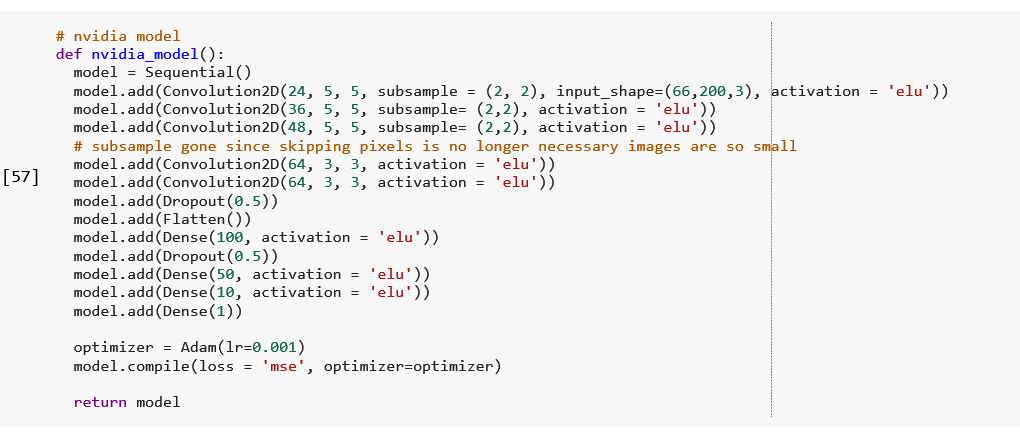 # nvidia model
def nvidia_model():
  model = Sequential()
  model.add(Convolution2D(24, 5, 5, subsample = (2, 2), input_shape=(66,200,3), activation = 'elu'))
  model.add(Convolution2D(36, 5, 5, subsample= (2,2), activation = 'elu'))
  model.add(Convolution2D(48, 5, 5, subsample= (2,2), activation = 'elu'))
  # subsample gone since skipping pixels is no longer necessary images are so small
[57]
  model.add(Convolution2D(64, 3, 3, activation = 'elu'))
  model.add(Convolution2D(64, 3, 3, activation = 'elu'))
  model.add(Dropout(0.5))
  model.add(Flatten())
  model.add(Dense(100, activation = 'elu'))
  model.add(Dropout(0.5))
  model.add(Dense(50, activation = 'elu'))
  model.add(Dense(10, activation = 'elu'))
  model.add(Dense(1))

  optimizer = Adam(lr=0.001)
  model.compile(loss = 'mse', optimizer=optimizer)

  return model